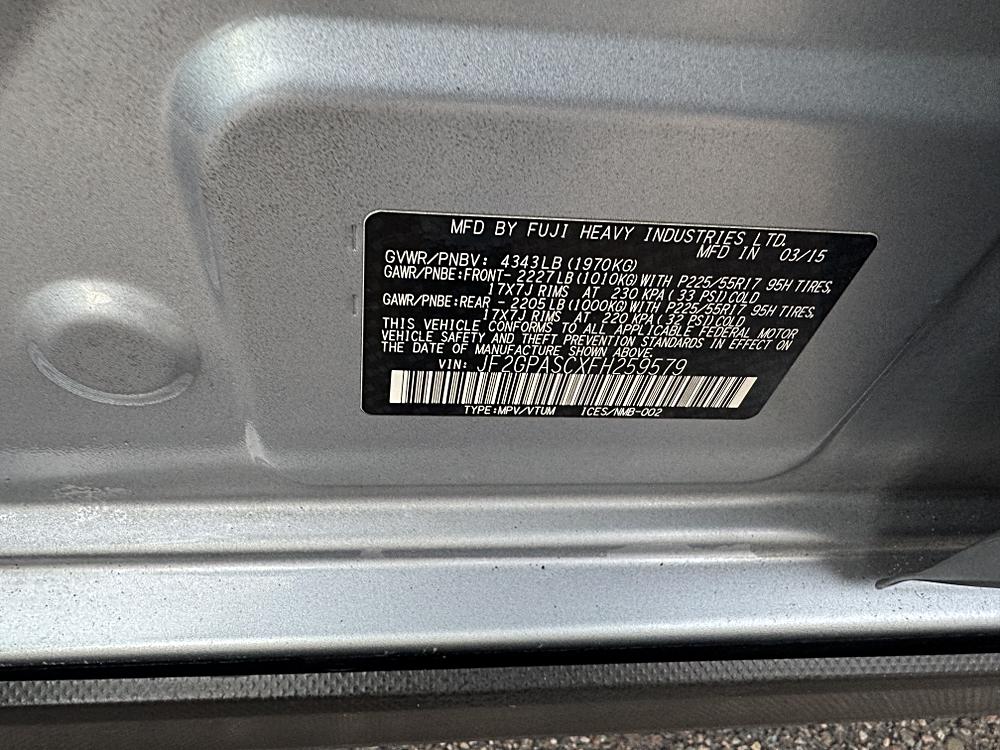 MFD BY FUJI HEAVY INDUSTRIES LTD.
MFD IN 03/15
GVWR/PNBV: 4343LB (1970KG)
GAWR/PNBE:FRONT- 2227LB (1010KG) WITH P225/55R17 95H TIRES,
17X7J RIMS AT 230 KPA (33 PSI) COLD
GAWR/PNBE:REAR - 2205LB (1000KG) WITH P225/55R17 95H TIRES,
17X7J RIMS AT 220 KPA (32 PSI) COLD
THIS VEHICLE CONFORMS TO ALL APPLICABLE FEDERAL MOTOR
VEHICLE SAFETY AND THEFT PREVENTION STANDARDS IN EFFECT ON
THE DATE OF MANUFACTURE SHOWN ABOVE.
VIN: JF2GPASCXFH259579
TYPE:MPV/VTUM ICES/NMB-002